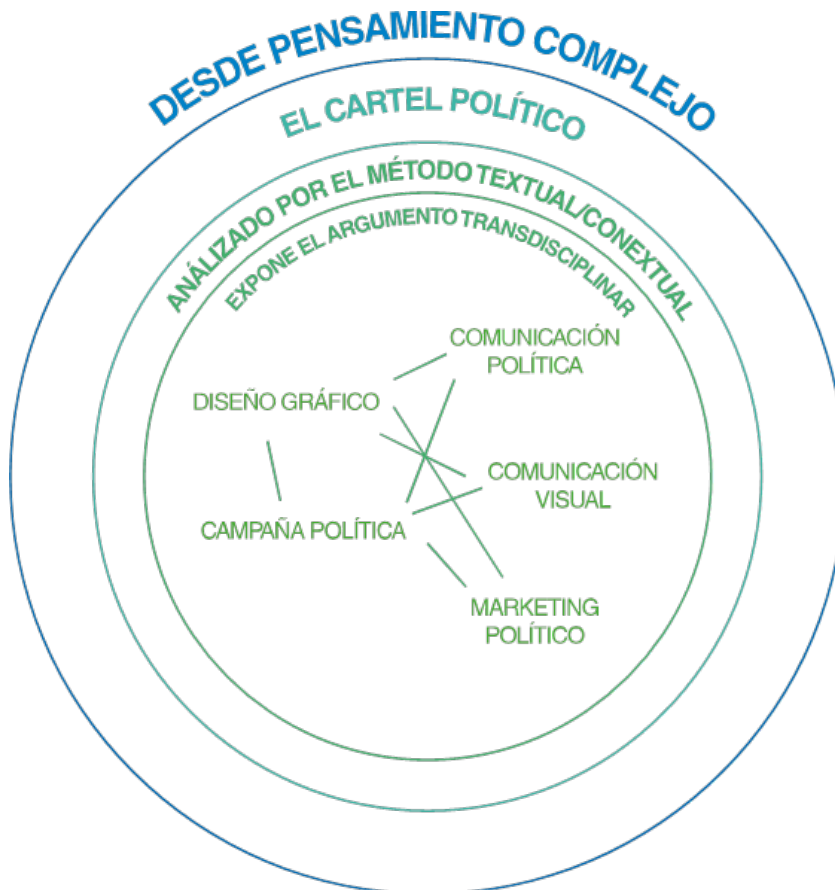 DESDE PENSAMIENTO COMPLEJO
EL CARTEL POLÍTICO
ANÁLIZADO POR EL MÉTODO TEXTUAL/CONEXTUAL
EXPONE EL ARGUMENTO TRANSDISCIPLINAR
COMUNICACIÓN
POLÍTICA
DISEÑO GRÁFICO
COMUNICACIÓN
VISUAL
CAMPAÑA POLÍTICA
MARKETING
POLÍTICO